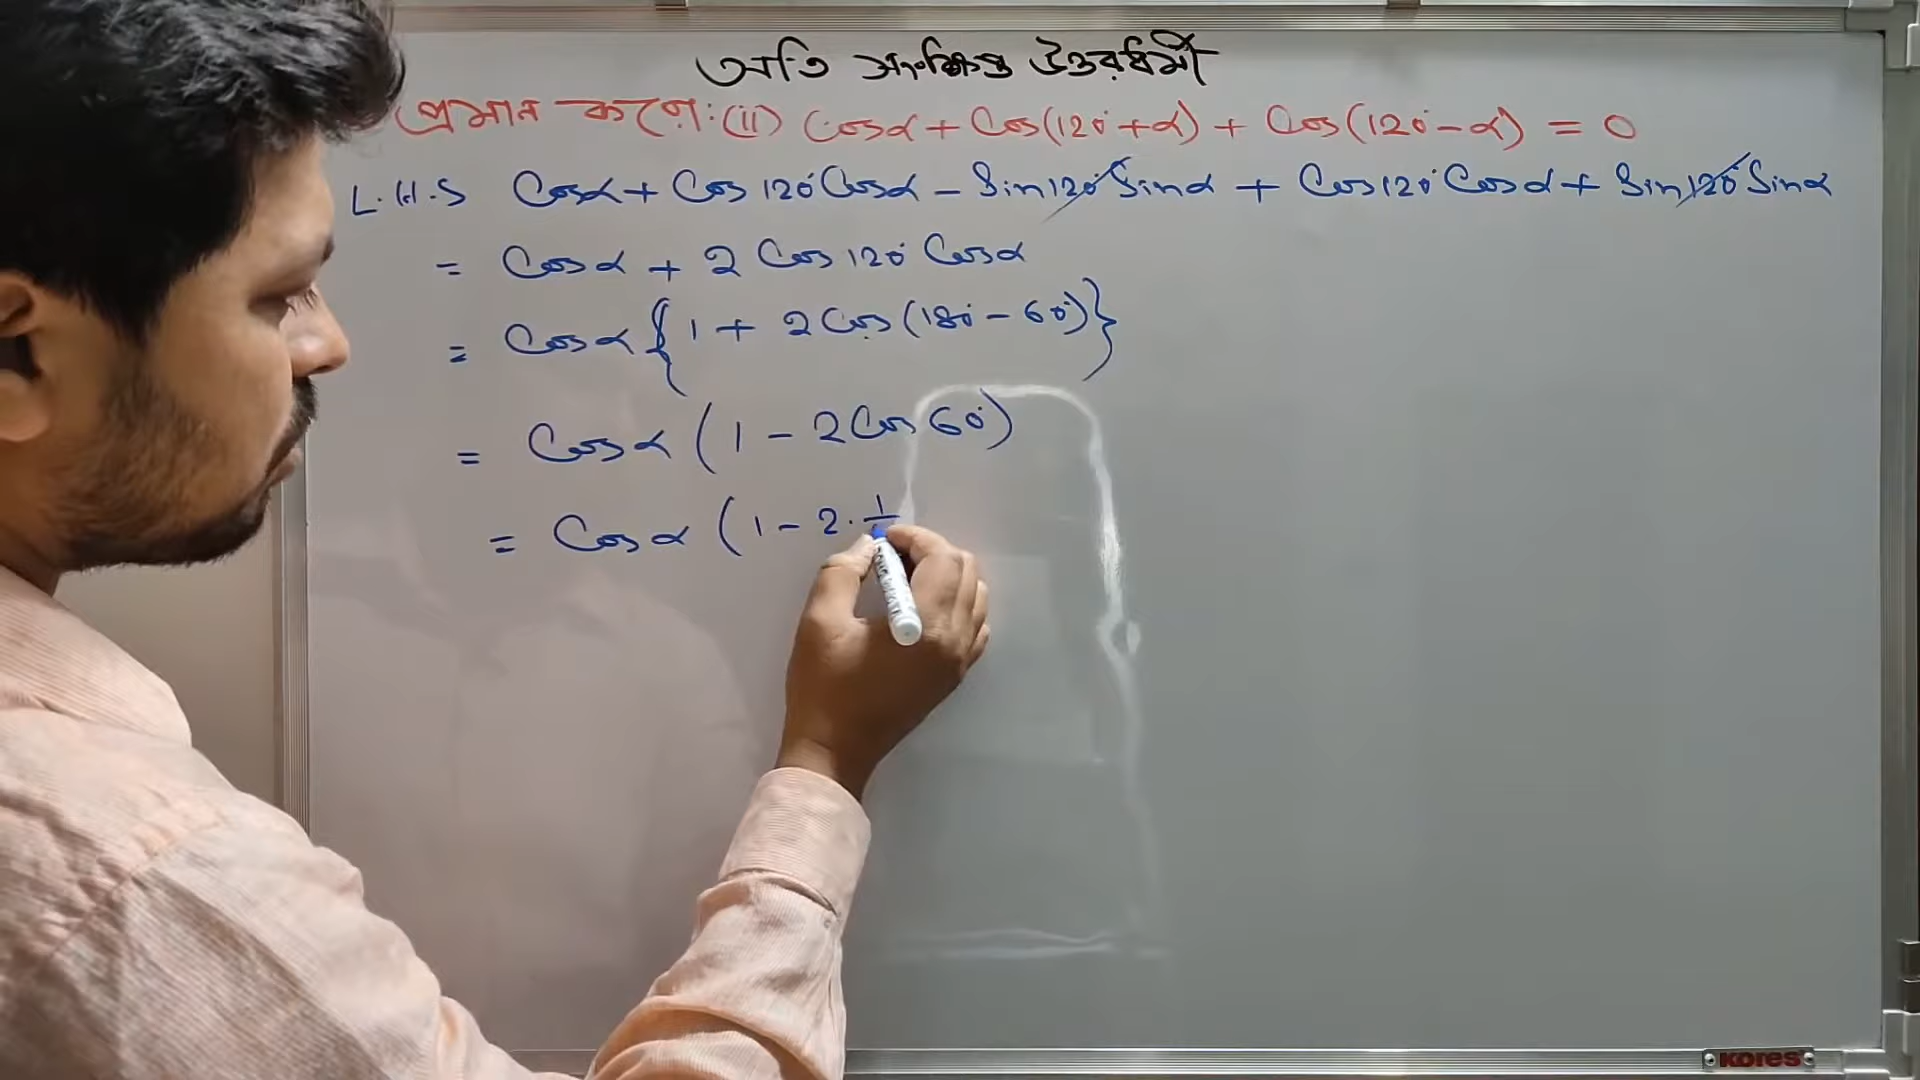 অতি সংক্ষিপ্ত উত্তরধর্মী
প্রমান করো: (ii) Cosα + Cos(120° + α) + Cos(120° - α) = 0
L.H.S Cosα + Cos120° Cosα - Sin120° Sinα + Cos120° Cosα + Sin120° Sinα
= Cosα + 2 Cos 120° Cosα
= Cosα {1 + 2Cos(180° - 60°)}
= Cosα (1 - 2Cos 60°)
= Cosα (1 - 2 · 1/
KORES